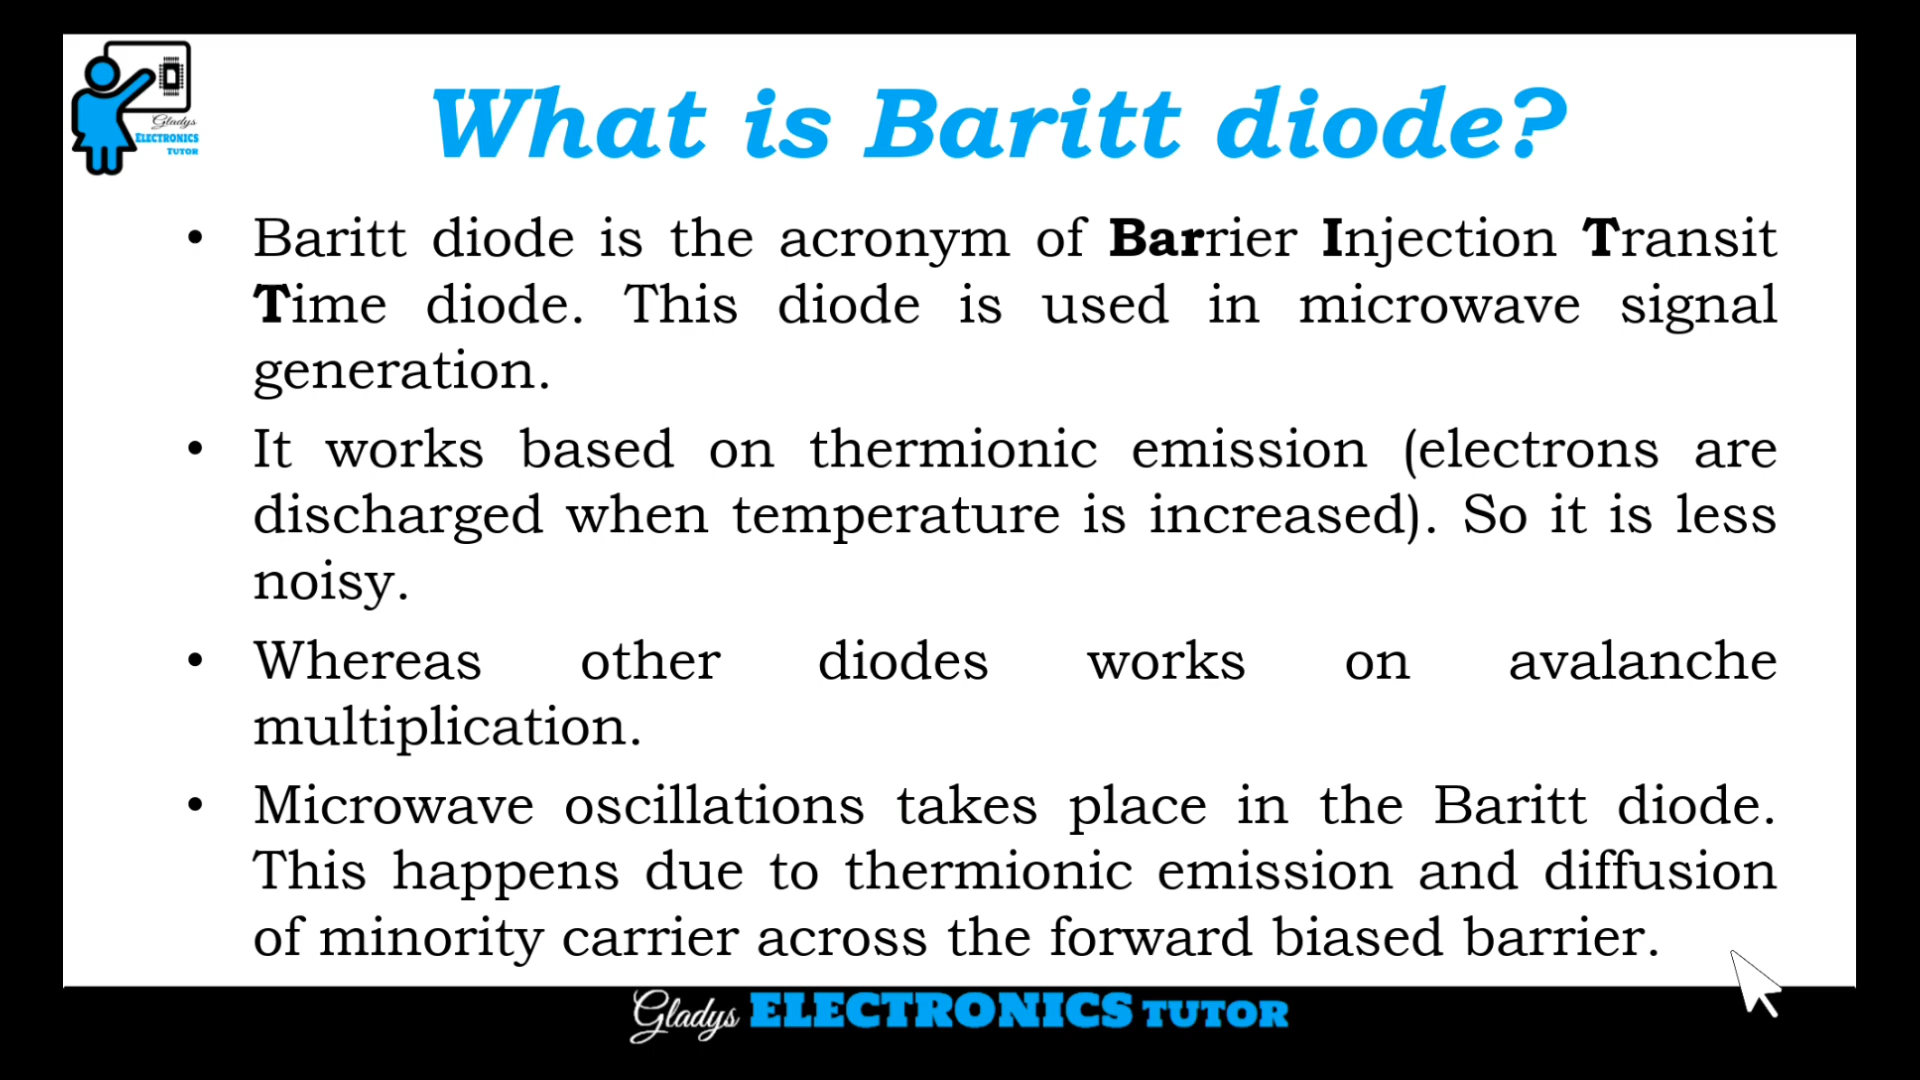 Gladys
ELECTRONICS
TUTOR
What is Baritt diode?
• Baritt diode is the acronym of Barrier Injection Transit
Time diode. This diode is used in microwave signal
generation.
• It works based on thermionic emission (electrons are
discharged when temperature is increased). So it is less
noisy.
• Whereas other diodes works on avalanche
multiplication.
• Microwave oscillations takes place in the Baritt diode.
This happens due to thermionic emission and diffusion
of minority carrier across the forward biased barrier.
Gladys ELECTRONICS TUTOR